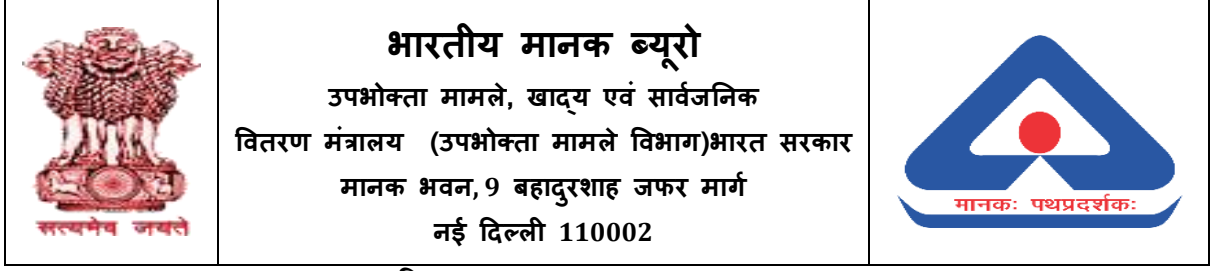 सत्यमेव जयते
भारतीय मानक ब्यूरो
उपभोक्ता मामले, खाद्य एवं सार्वजनिक
वितरण मंत्रालय (उपभोक्ता मामले विभाग)भारत सरकार
मानक भवन, 9 बहादुरशाह जफर मार्ग
नई दिल्ली 110002
मानकः पथप्रदर्शकः